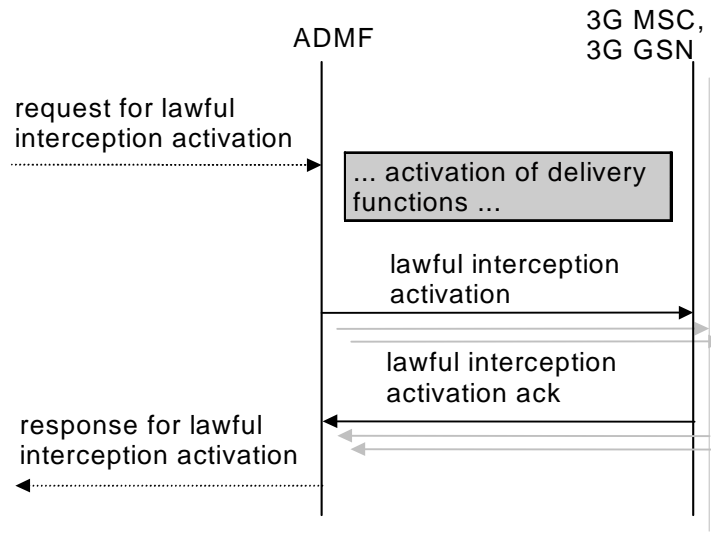 ADMF
3G MSC,
3G GSN
request for lawful
interception activation
... activation of delivery
functions ...
lawful interception
activation
lawful interception
activation ack
response for lawful
interception activation